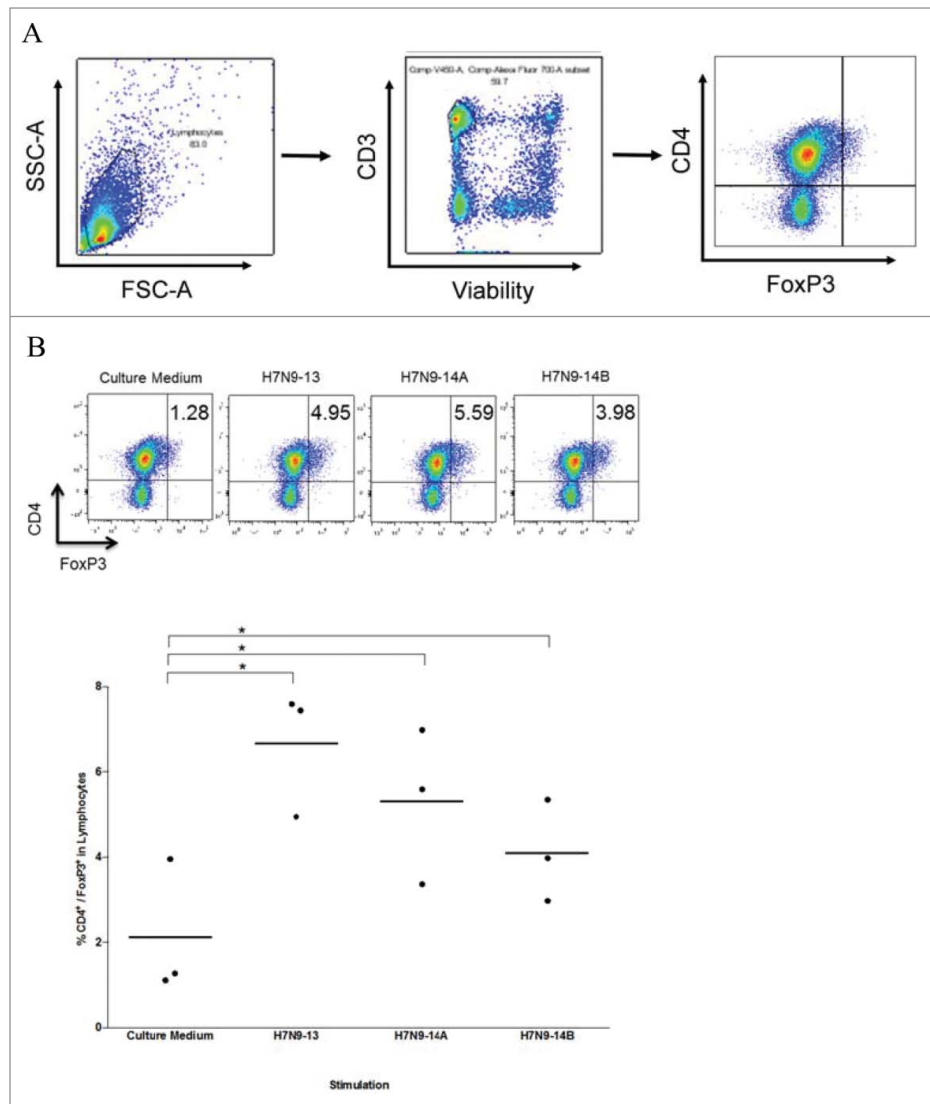 A
SSC-A
Lymphocytes
83.0
FSC-A
CD3
Comp-V450-A, Comp-Alexa Fluor 700-A subset
59.7
Viability
CD4
FoxP3
B
Culture Medium
H7N9-13
H7N9-14A
H7N9-14B
1.28
4.95
5.59
3.98
CD4
FoxP3
*
*
*
% CD4+ / FoxP3+ in Lymphocytes
8
6
4
2
0
Culture Medium
H7N9-13
H7N9-14A
H7N9-14B
Stimulation